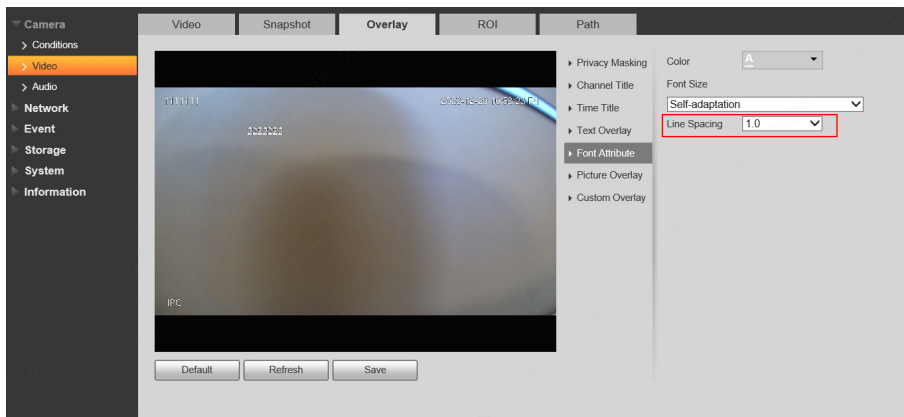 Camera
Conditions
Video
Audio
Network
Event
Storage
System
Information
Video Snapshot Overlay ROI Path
1111111
2222222
IPC
Default Refresh Save
Privacy Masking
Channel Title
Time Title
Text Overlay
Font Attribute
Picture Overlay
Custom Overlay
Color A
Font Size
Self-adaptation
Line Spacing 1.0